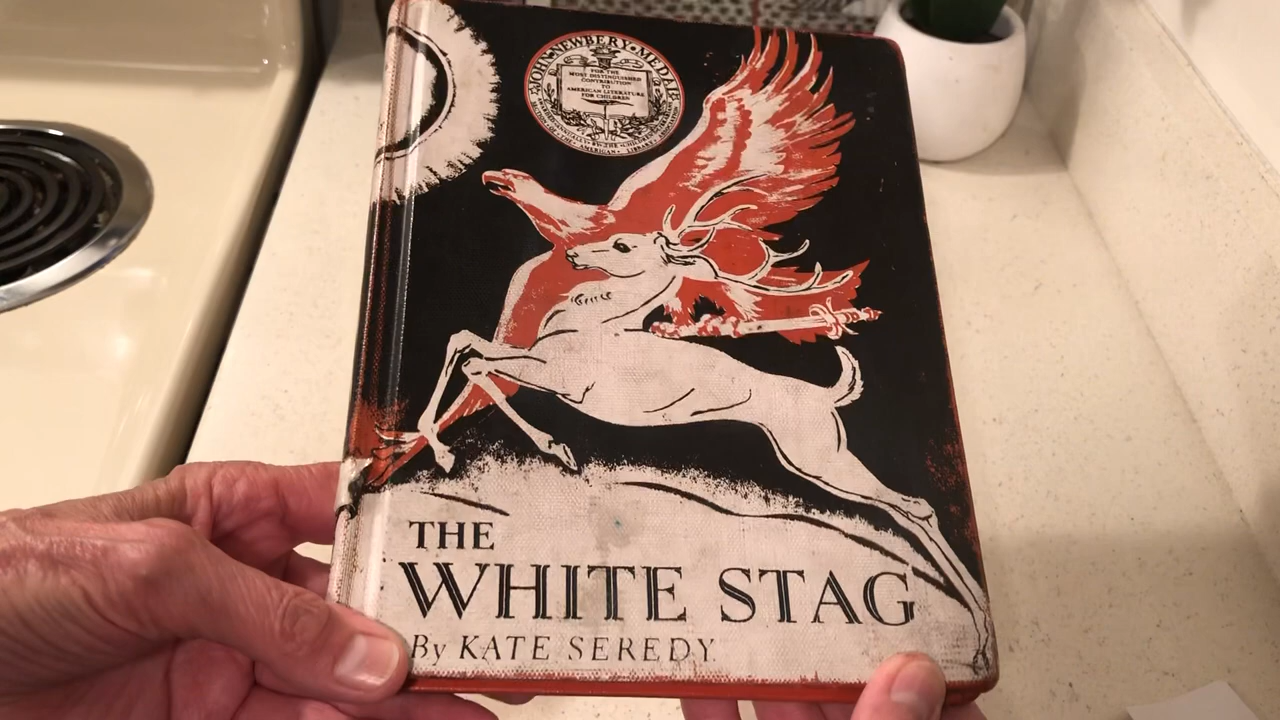 JOHN·NEWBERY·MEDAL
FOR THE
MOST DISTINGUISHED
CONTRIBUTION
TO
AMERICAN LITERATURE
FOR CHILDREN
THE
WHITE STAG
By KATE SEREDY